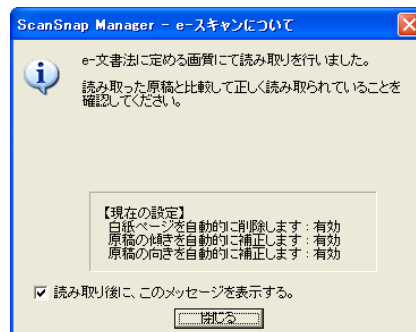 ScanSnap Manager - e-スキャンについて
e-文書法に定める画質にて読み取りを行いました。
読み取った原稿と比較して正しく読み取られていることを
確認してください。
【現在の設定】
白紙ページを自動的に削除します：有効
原稿の傾きを自動的に補正します：有効
原稿の向きを自動的に補正します：有効
読み取り後に、このメッセージを表示する。
閉じる